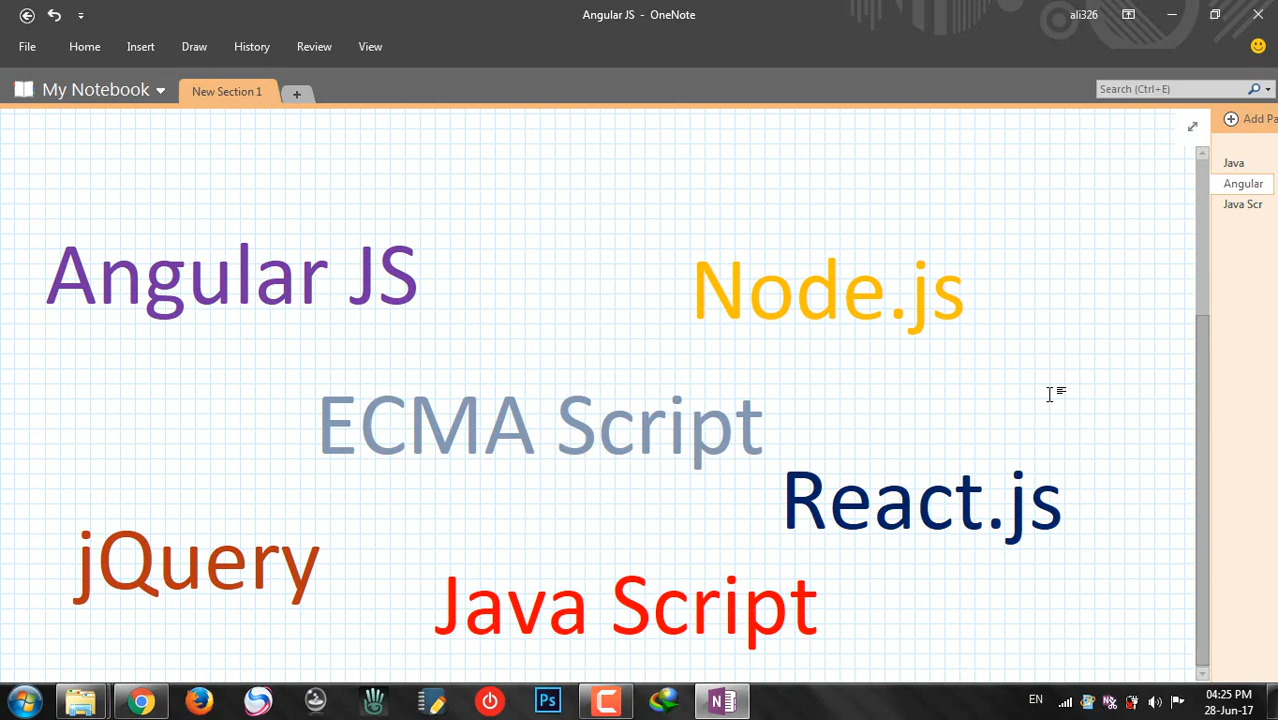 Angular JS - OneNote
ali326
File Home Insert Draw History Review View
My Notebook
New Section 1
Search (Ctrl+E)
Add Pa
Java
Angular
Java Scr
Angular JS
Node.js
ECMA Script
React.js
jQuery
Java Script
Ps
EN
04:25 PM
28-Jun-17